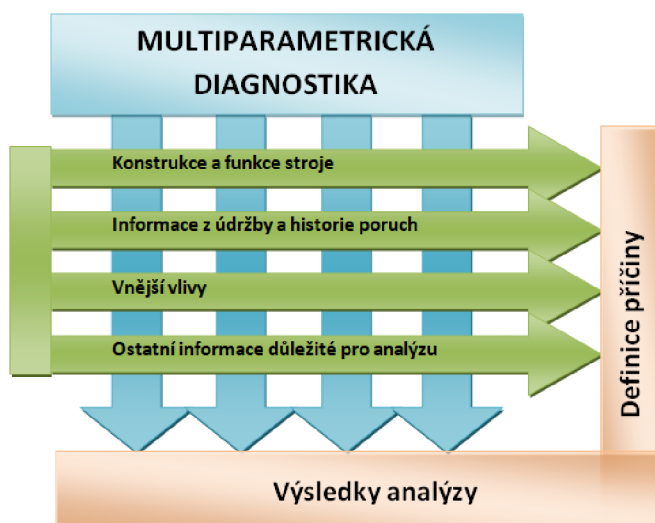 MULTIPARAMETRICKÁ
DIAGNOSTIKA
Konstrukce a funkce stroje
Informace z údržby a historie poruch
Vnější vlivy
Ostatní informace důležité pro analýzu
Definice příčiny
Výsledky analýzy